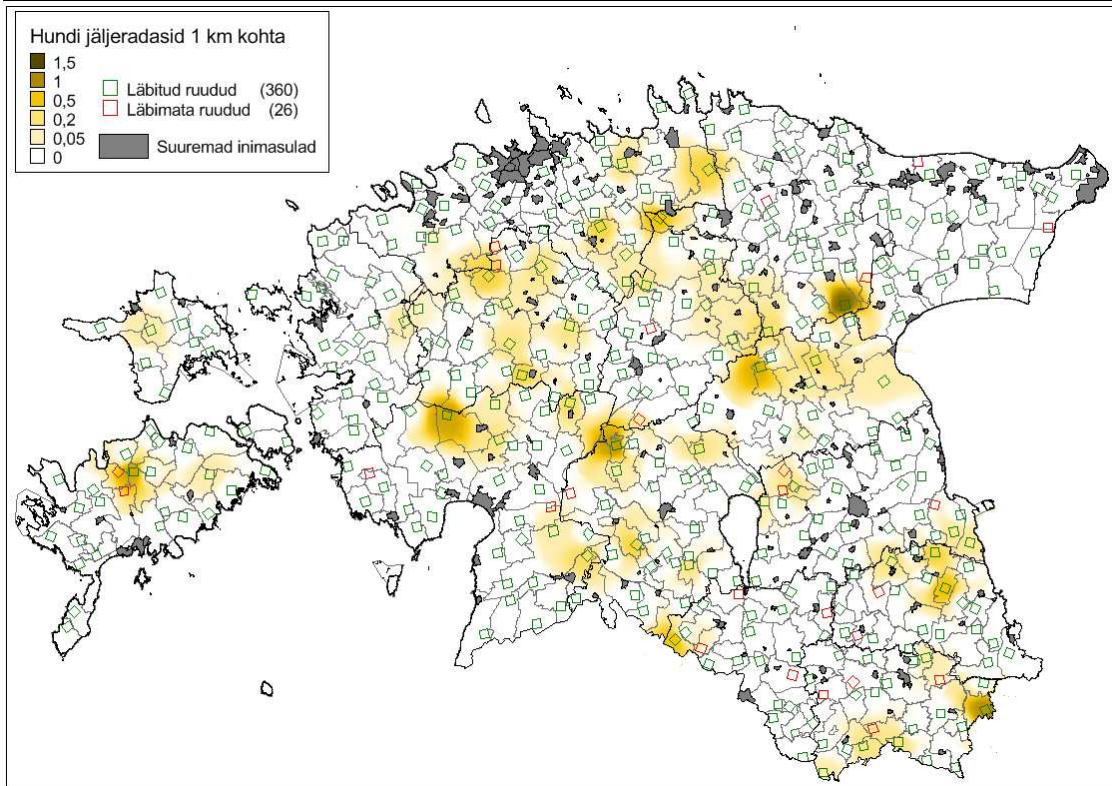 Hundi jäljeradasid 1 km kohta
1,5
1
0,5
0,2
0,05
0
Läbitud ruudud (360)
Läbimata ruudud (26)
Suuremad inimasulad